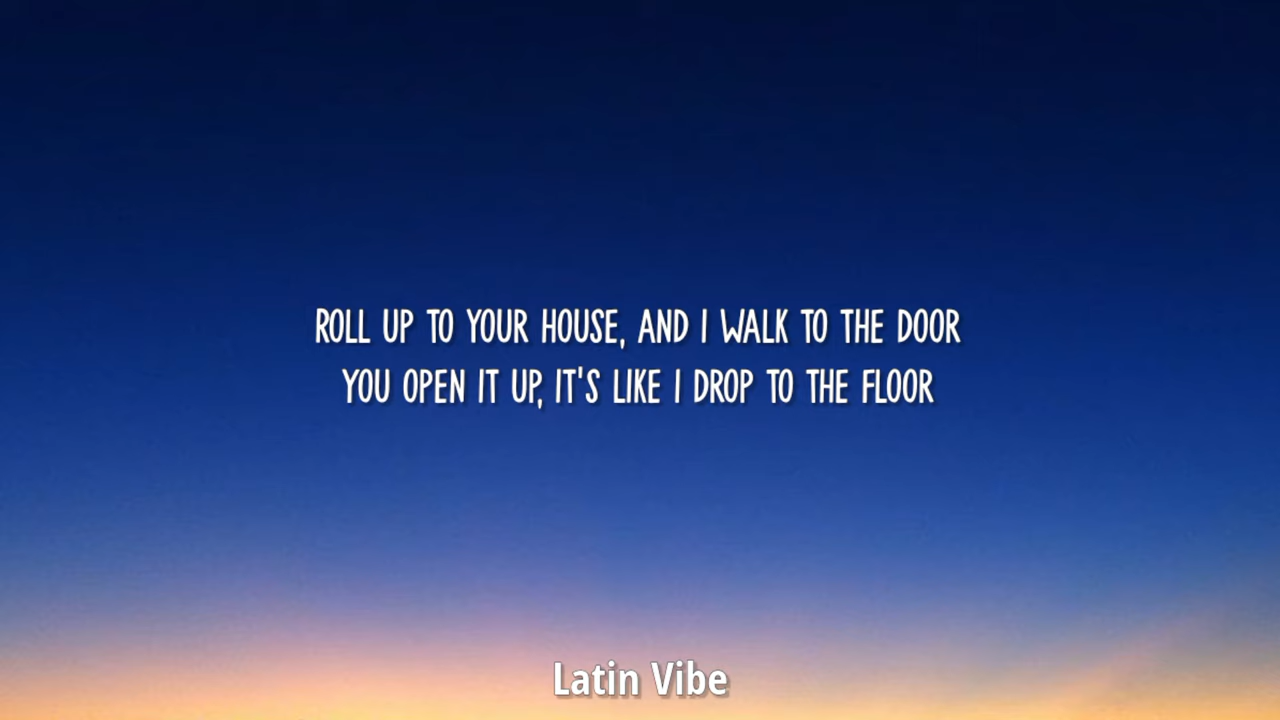 ROLL UP TO YOUR HOUSE, AND I WALK TO THE DOOR
YOU OPEN IT UP, IT'S LIKE I DROP TO THE FLOOR
Latin Vibe